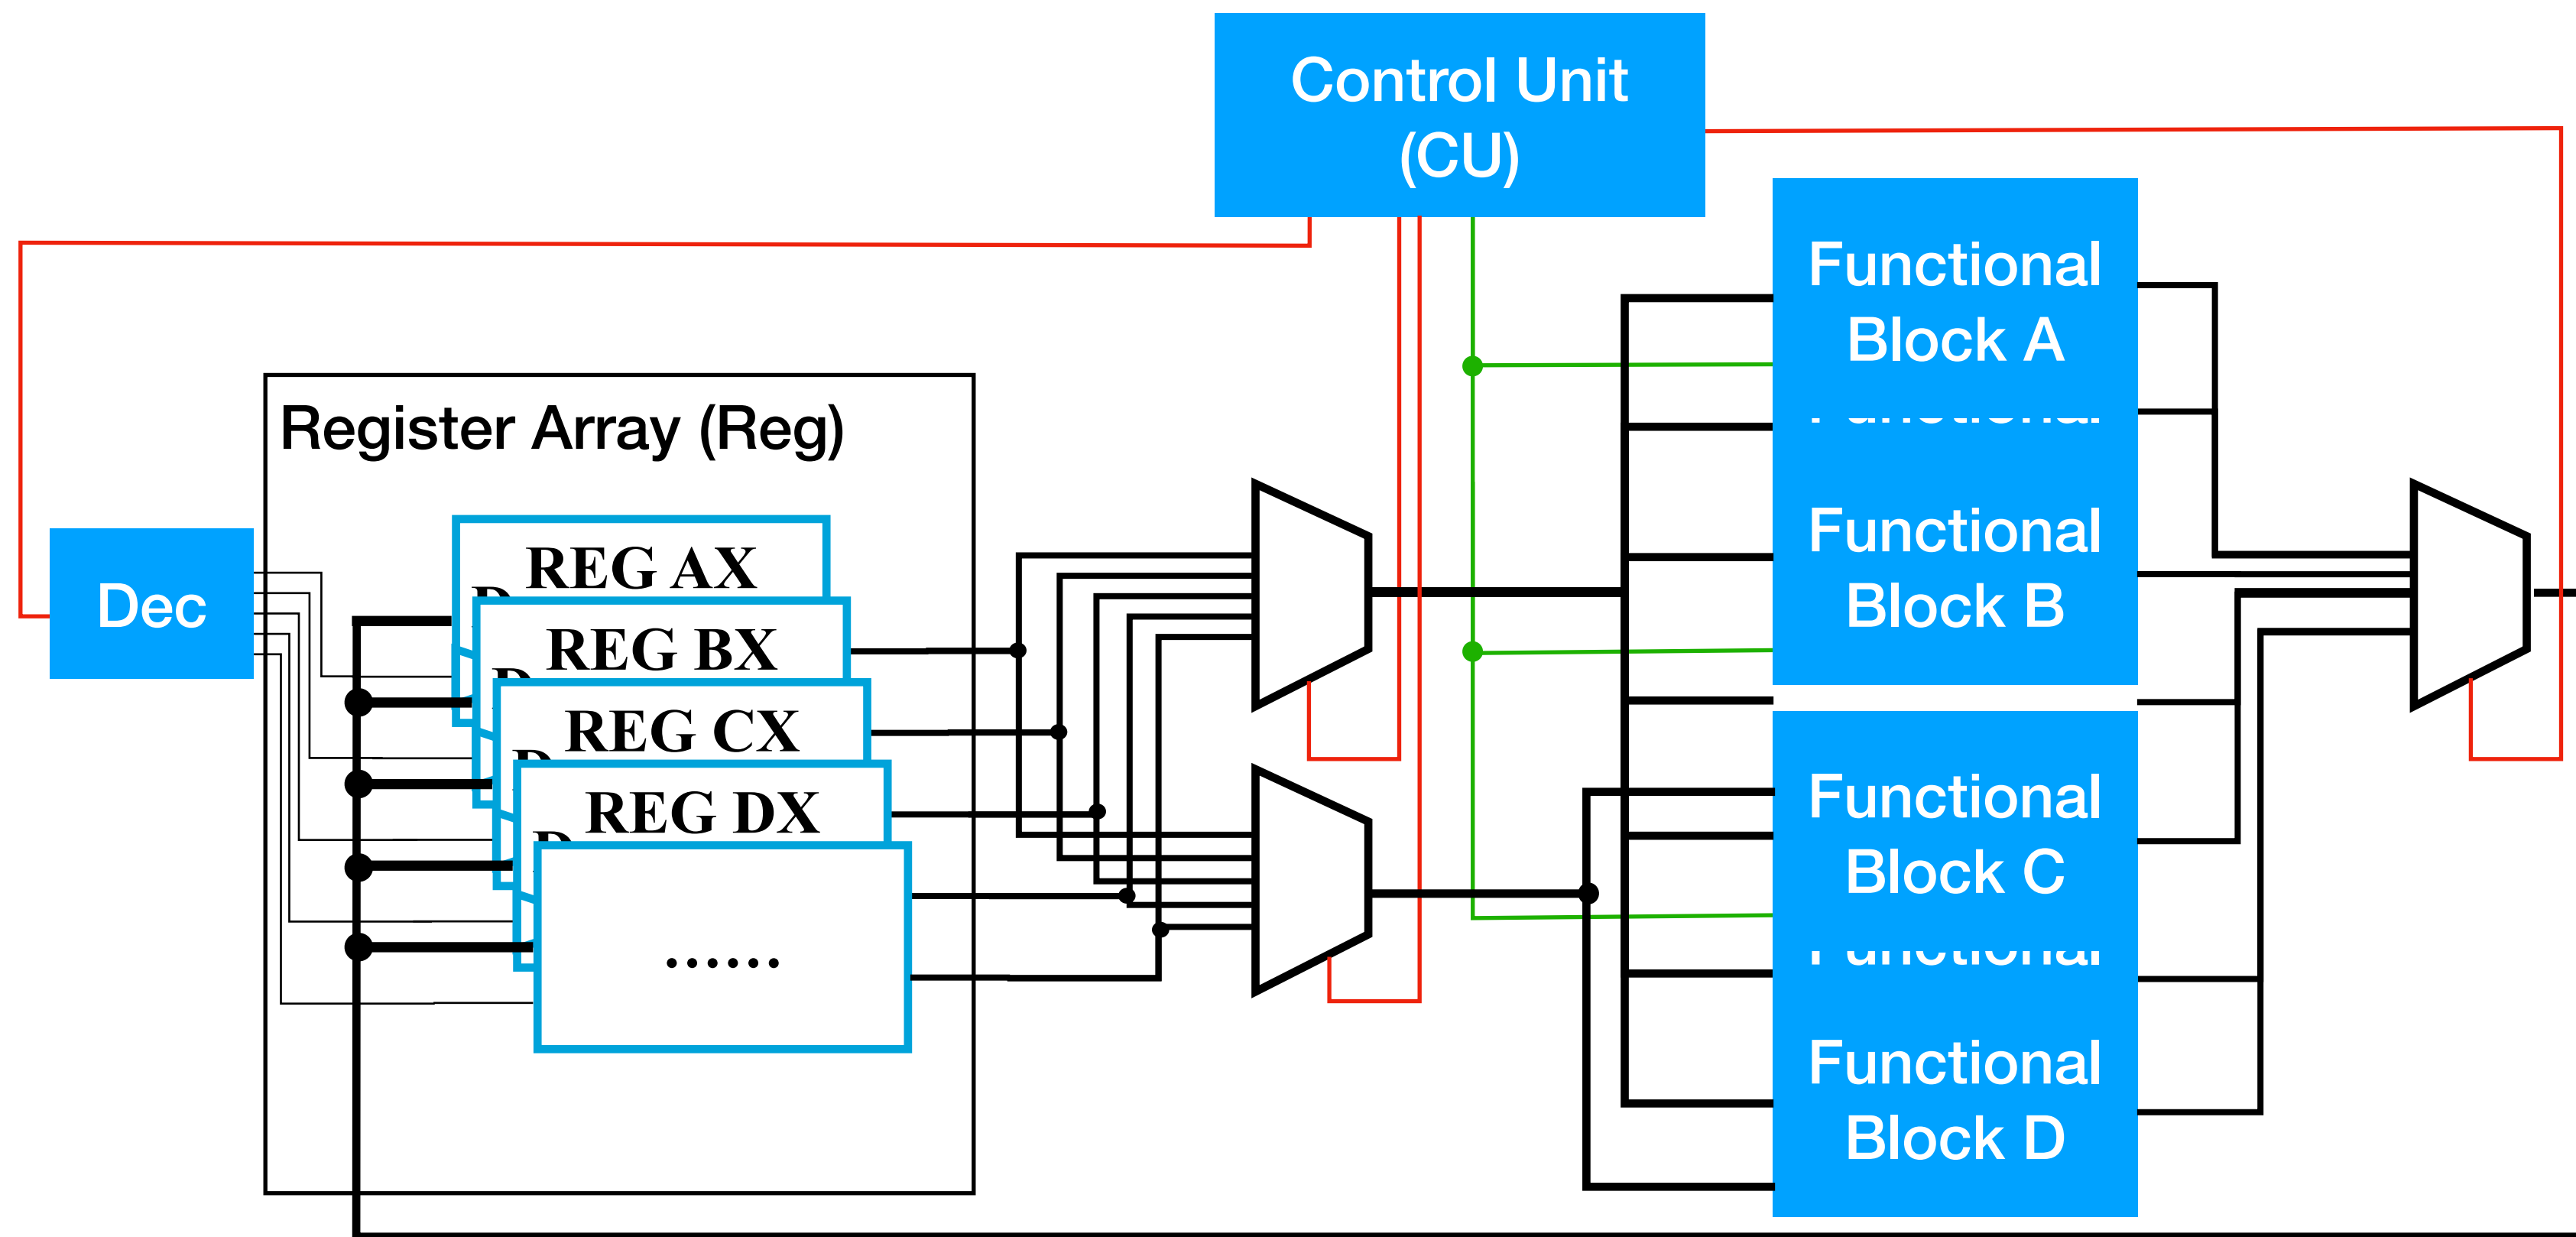 Control Unit
(CU)
Functional
Block A
Register Array (Reg)
Functional
Block B
Dec
REG AX
D
REG BX
D
REG CX
D
REG DX
D
......
Functional
Block C
Functional
Block D